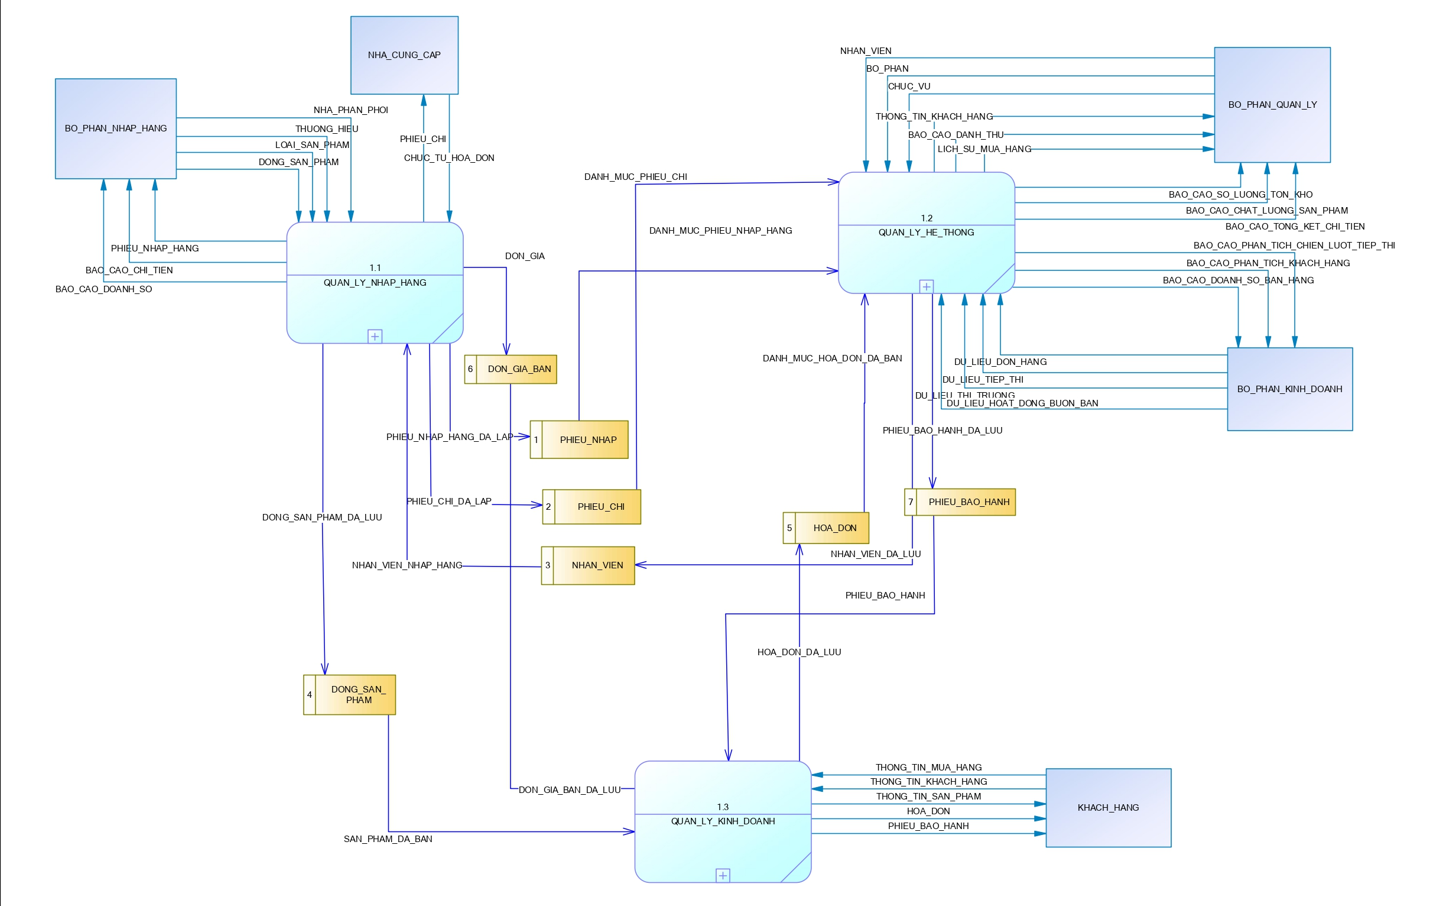 NHA_CUNG_CAP
NHAN_VIEN
BO_PHAN
CHUC_VU
BO_PHAN_QUAN_LY
NHA_PHAN_PHOI
THUONG_HIEU
BO_PHAN_NHAP_HANG
LOAI_SAN_PHAM
DONG_SAN_PHAM
PHIEU_CHI
CHUC_TU_HOA_DON
THONG_TIN_KHACH_HANG
BAO_CAO_DANH_THU
LICH_SU_MUA_HANG
DANH_MUC_PHIEU_CHI
BAO_CAO_SO_LUONG_TON_KHO
BAO_CAO_CHAT_LUONG_SAN_PHAM
BAO_CAO_TONG_KET_CHI_TIEN
1.2
QUAN_LY_HE_THONG
DANH_MUC_PHIEU_NHAP_HANG
BAO_CAO_PHAN_TICH_CHIEN_LUOT_TIEP_THI
BAO_CAO_PHAN_TICH_KHACH_HANG
BAO_CAO_DOANH_SO_BAN_HANG
PHIEU_NHAP_HANG
BAO_CAO_CHI_TIEN
BAO_CAO_DOANH_SO
1.1
QUAN_LY_NHAP_HANG
DON_GIA
6
DON_GIA_BAN
DANH_MUC_HOA_DON_DA_BAN
DU_LIEU_DON_HANG
DU_LIEU_TIEP_THI
DU_LIEU_THI_TRUONG
DU_LIEU_HOAT_DONG_BUON_BAN
BO_PHAN_KINH_DOANH
PHIEU_NHAP_HANG_DA_LAP
1
PHIEU_NHAP
PHIEU_BAO_HANH_DA_LUU
PHIEU_CHI_DA_LAP
2
PHIEU_CHI
7
PHIEU_BAO_HANH
DONG_SAN_PHAM_DA_LUU
5
HOA_DON
NHAN_VIEN_DA_LUU
NHAN_VIEN_NHAP_HANG
3
NHAN_VIEN
PHIEU_BAO_HANH
HOA_DON_DA_LUU
4
DONG_SAN_
PHAM
DON_GIA_BAN_DA_LUU
SAN_PHAM_DA_BAN
1.3
QUAN_LY_KINH_DOANH
THONG_TIN_MUA_HANG
THONG_TIN_KHACH_HANG
THONG_TIN_SAN_PHAM
HOA_DON
PHIEU_BAO_HANH
KHACH_HANG